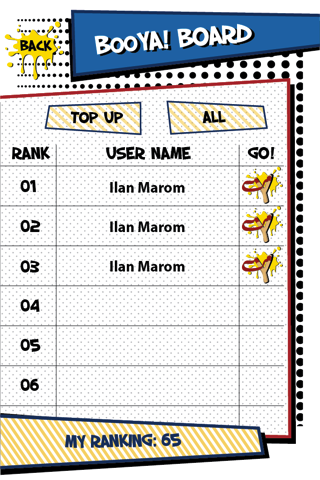 BACK
BOOYA! BOARD
TOP UP
ALL
RANK USER NAME GO!
01 Ilan Marom
02 Ilan Marom
03 Ilan Marom
04
05
06
MY RANKING: 65